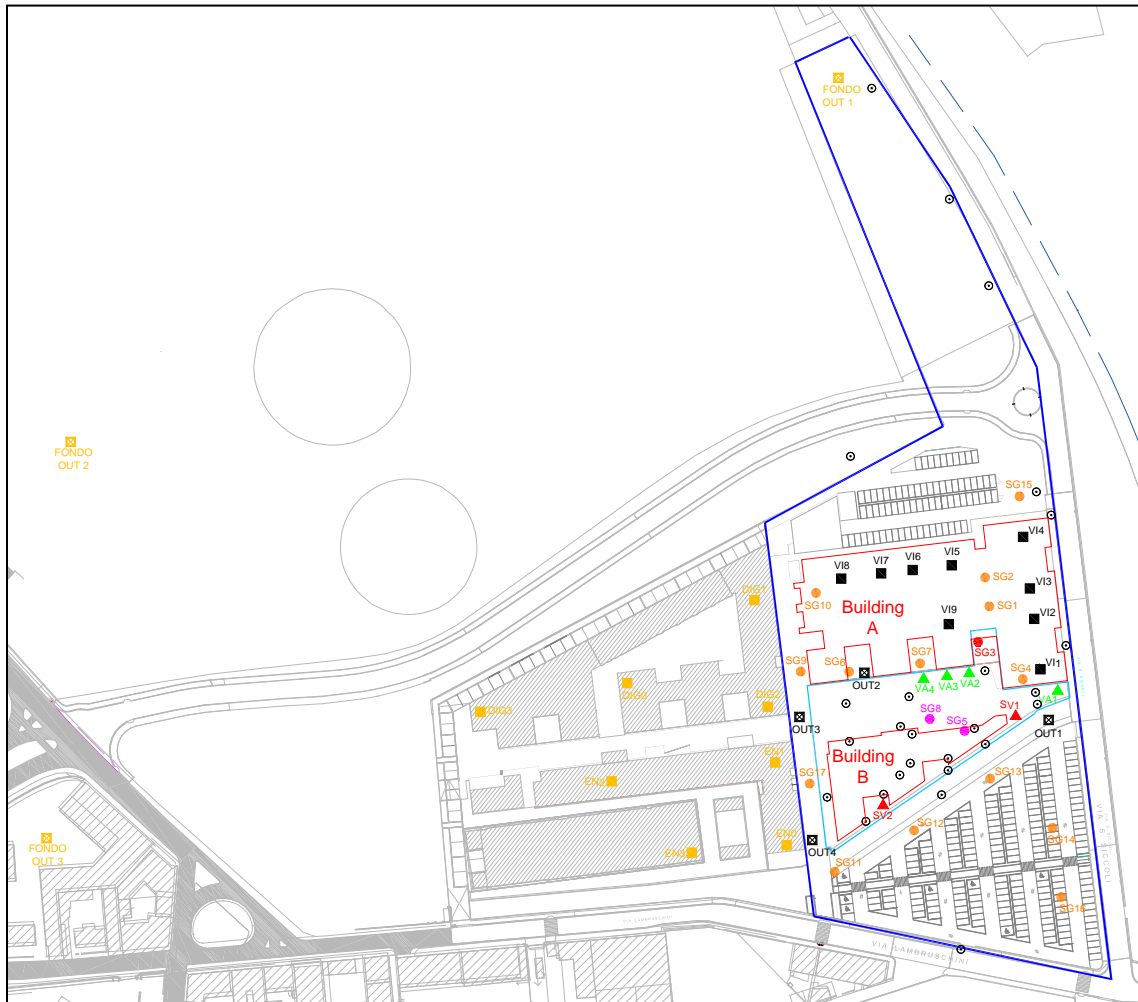 FONDO
OUT 1
FONDO
OUT 2
SG15
VI4
VI5
VI6
VI7
VI8
SG2
VI3
DIG1
SG10
Building
A
SG1
VI2
VI9
SG3
SG9
SG6
SG7
OUT2
SG4
VI1
DIG0
VA4
VA3
VA2
VA1
DIG2
DIG3
OUT3
SG8
SG5
SV1
OUT1
EN1
Building
B
EN2
SG17
SG13
SV2
SG12
FONDO
OUT 3
EN0
OUT4
EN3
SG14
SG11
SG16
VIA LAMBRUSCHINI